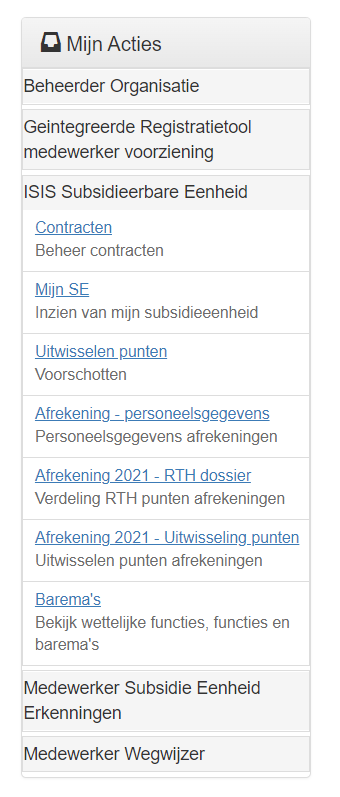 Mijn Acties
Beheerder Organisatie
Geintegreerde Registratietool
medewerker voorziening
ISIS Subsidieerbare Eenheid
Contracten
Beheer contracten
Mijn SE
Inzien van mijn subsidieeenheid
Uitwisselen punten
Voorschotten
Afrekening - personeelsgegevens
Personeelsgegevens afrekeningen
Afrekening 2021 - RTH dossier
Verdeling RTH punten afrekeningen
Afrekening 2021 - Uitwisseling punten
Uitwisselen punten afrekeningen
Barema's
Bekijk wettelijke functies, functies en
barema's
Medewerker Subsidie Eenheid
Erkenningen
Medewerker Wegwijzer